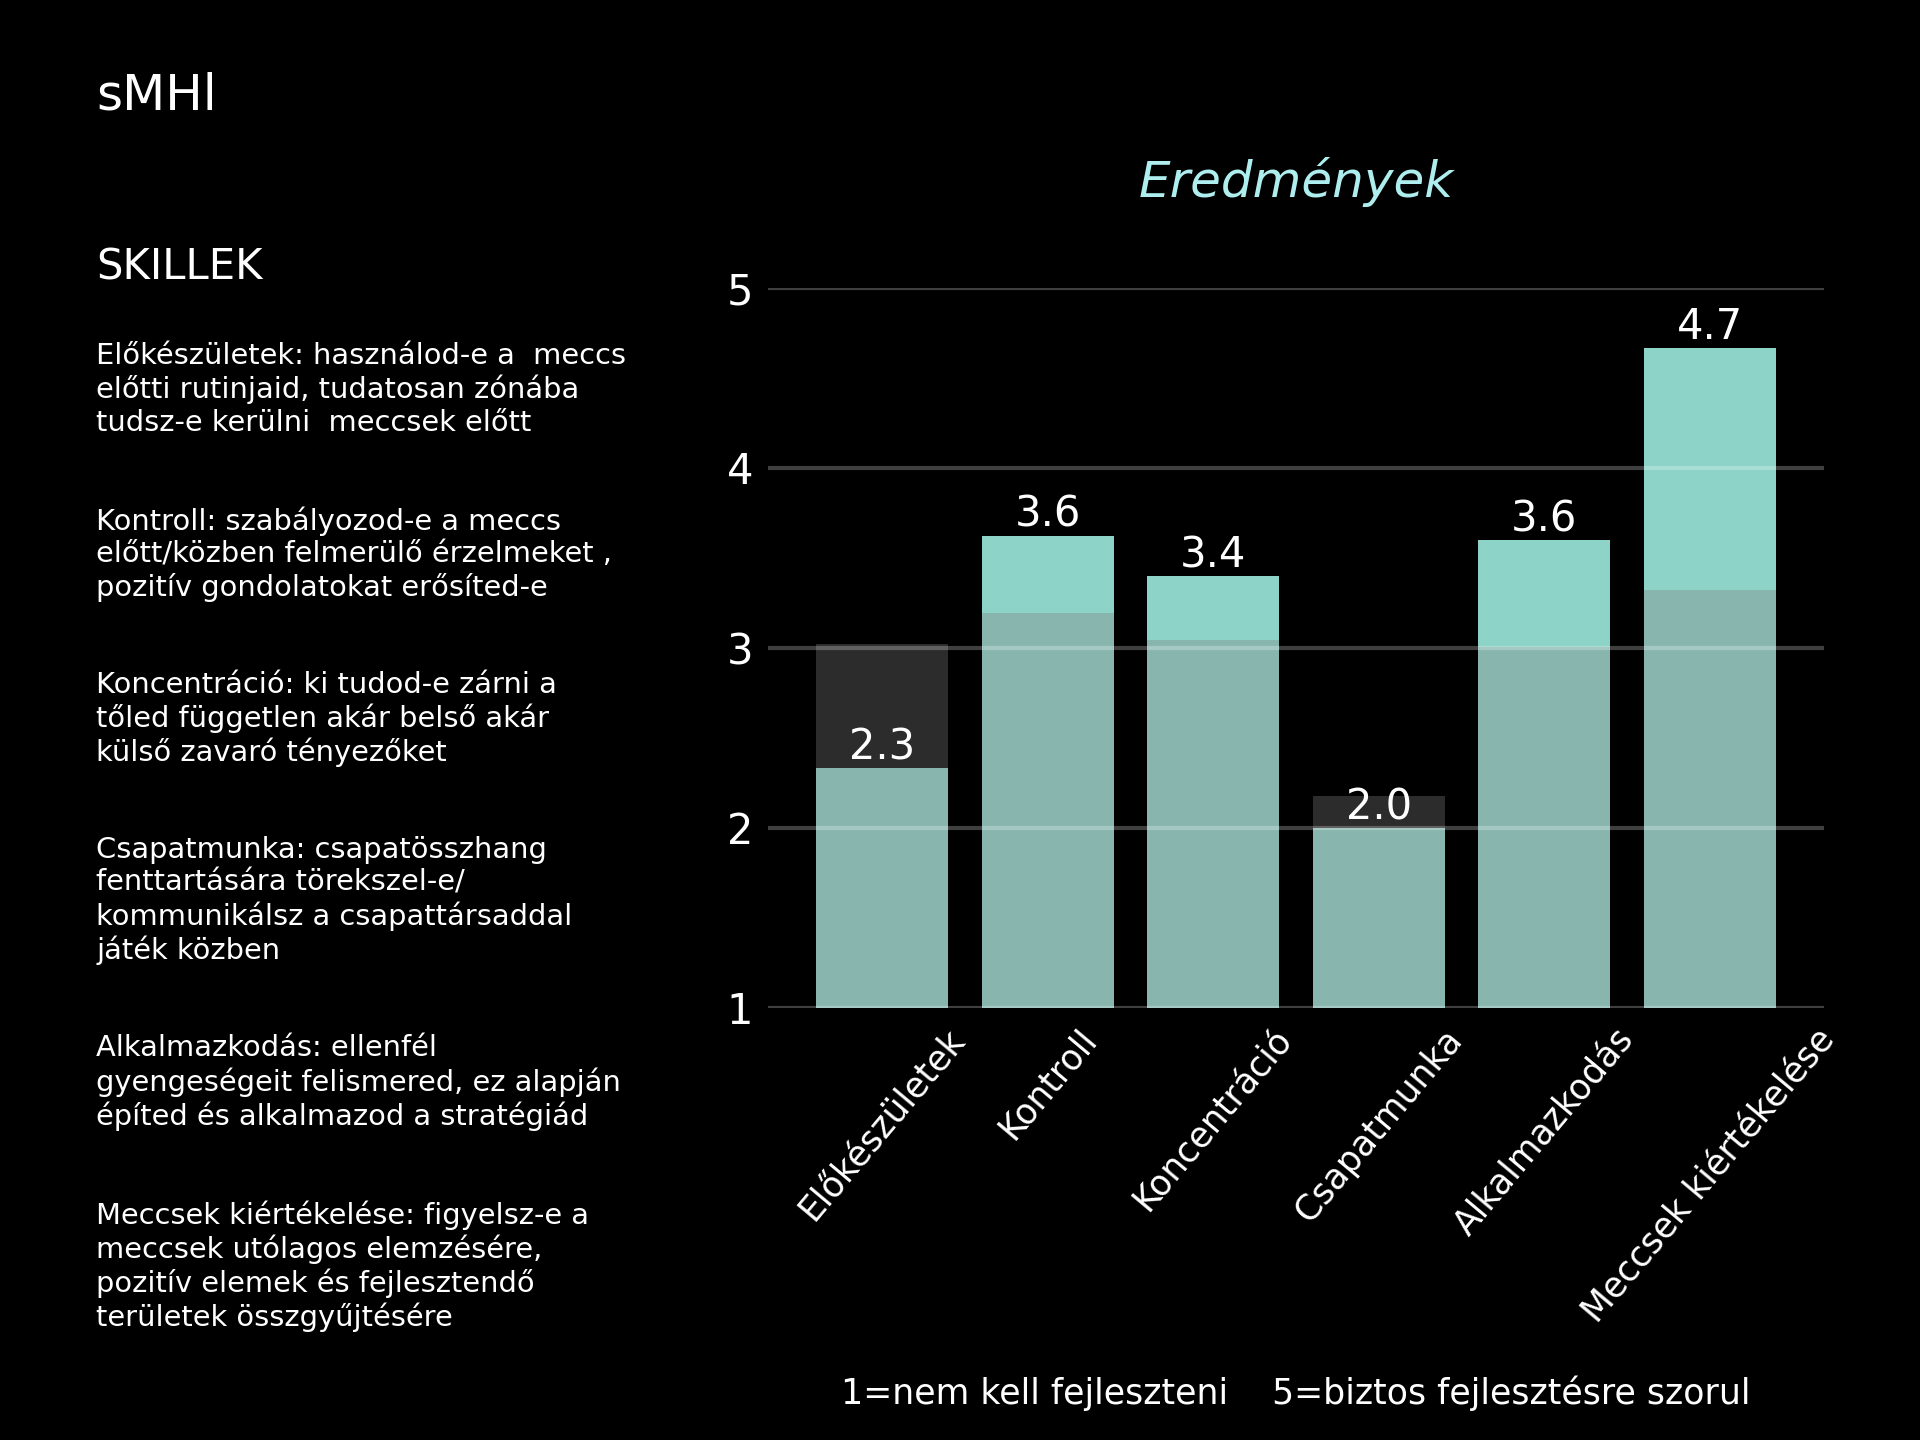 sMHl
SKILLEK
Előkészületek: használod-e a  meccs
előtti rutinjaid, tudatosan zónába
tudsz-e kerülni  meccsek előtt
Kontroll: szabályozod-e a meccs
előtt/közben felmerülő érzelmeket ,
pozitív gondolatokat erősíted-e
Koncentráció: ki tudod-e zárni a
tőled független akár belső akár
külső zavaró tényezőket
Csapatmunka: csapatösszhang
fenttartására törekszel-e/
kommunikálsz a csapattársaddal
játék közben
Alkalmazkodás: ellenfél
gyengeségeit felismered, ez alapján
építed és alkalmazod a stratégiád
Meccsek kiértékelése: figyelsz-e a
meccsek utólagos elemzésére,
pozitív elemek és fejlesztendő
területek összgyűjtésére
Eredmények
5
4
3
2
1
2.3
3.6
3.4
2.0
3.6
4.7
Előkészületek
Kontroll
Koncentráció
Csapatmunka
Alkalmazkodás
Meccsek kiértékelése
1=nem kell fejleszteni    5=biztos fejlesztésre szorul